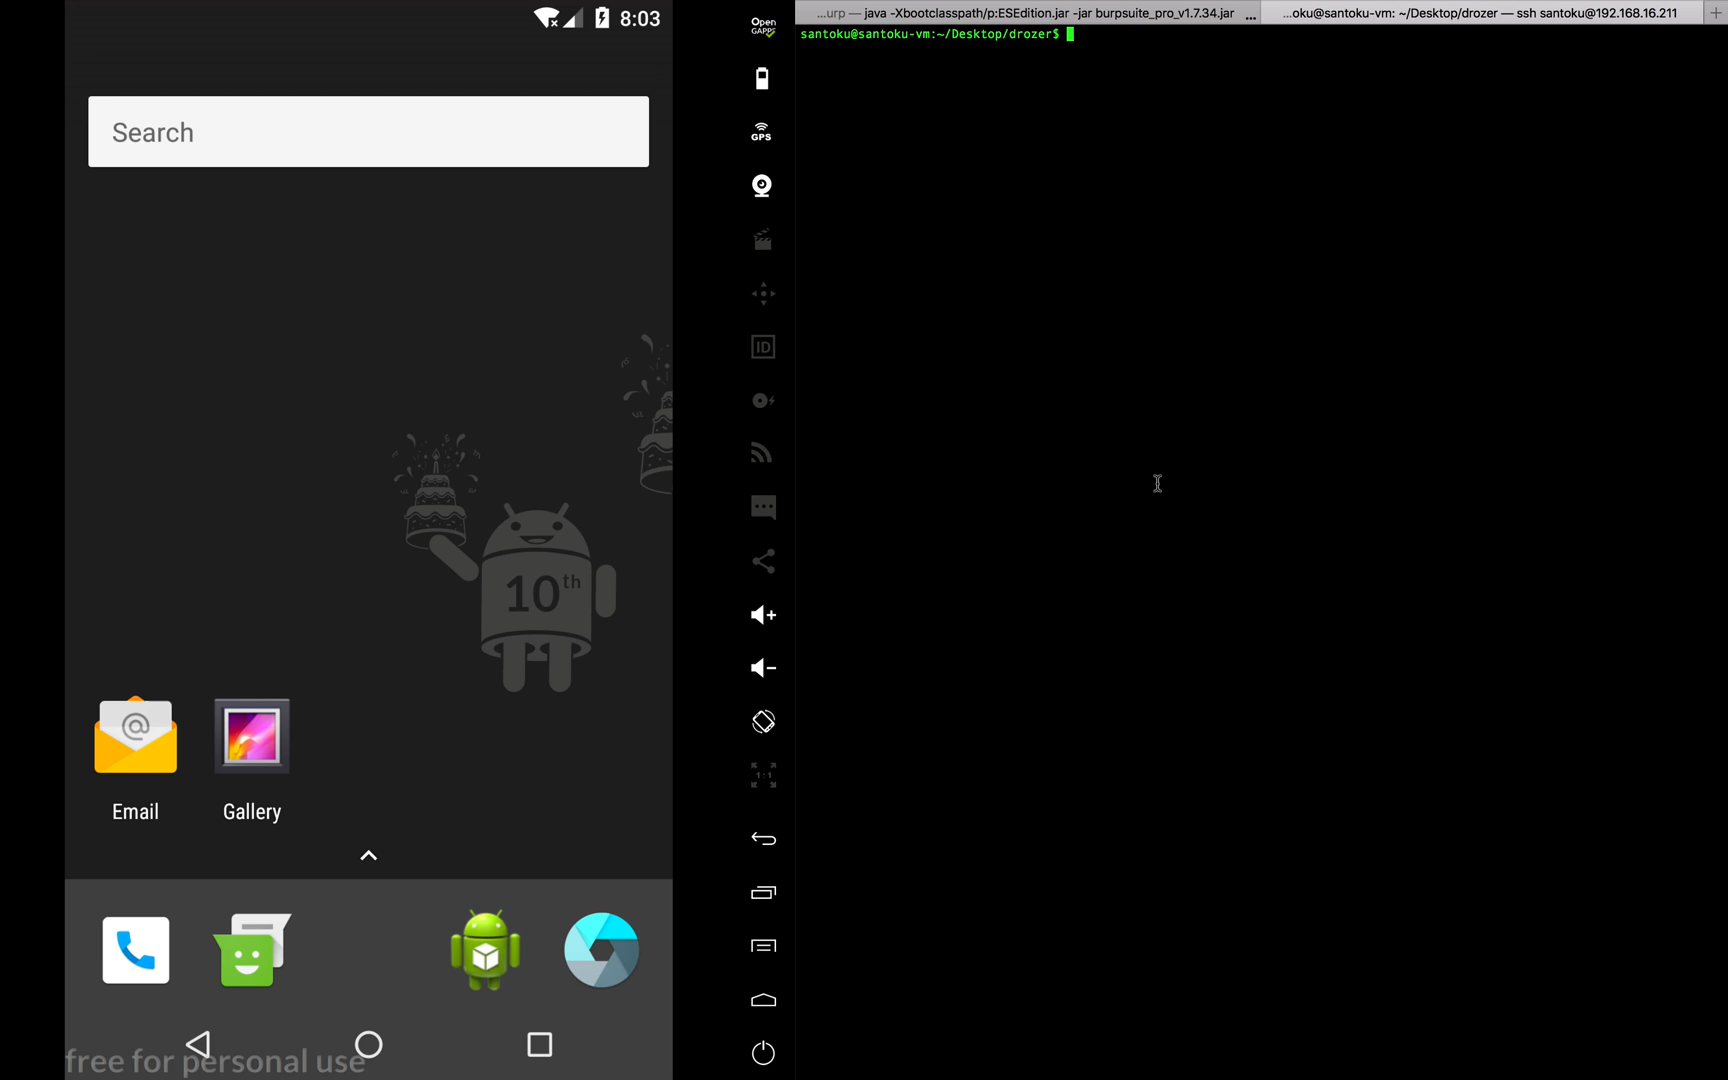 8:03
Search
10th
Email
Gallery
free for personal use
Open
GAPPS
GPS
ID
1:1
...urp — java -Xbootclasspath/p:ESEdition.jar -jar burpsuite_pro_v1.7.34.jar ...
...oku@santoku-vm: ~/Desktop/drozer — ssh santoku@192.168.16.211
santoku@santoku-vm:~/Desktop/drozer$